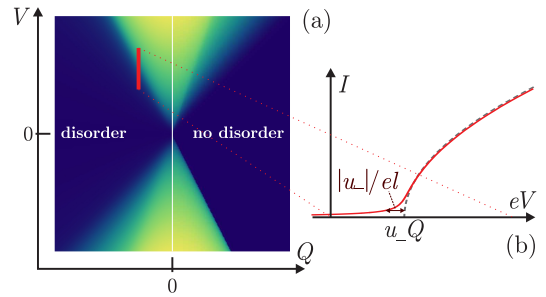 V
(a)
I
0
disorder
no disorder
|u_|/el
eV
u_Q
(b)
Q
0